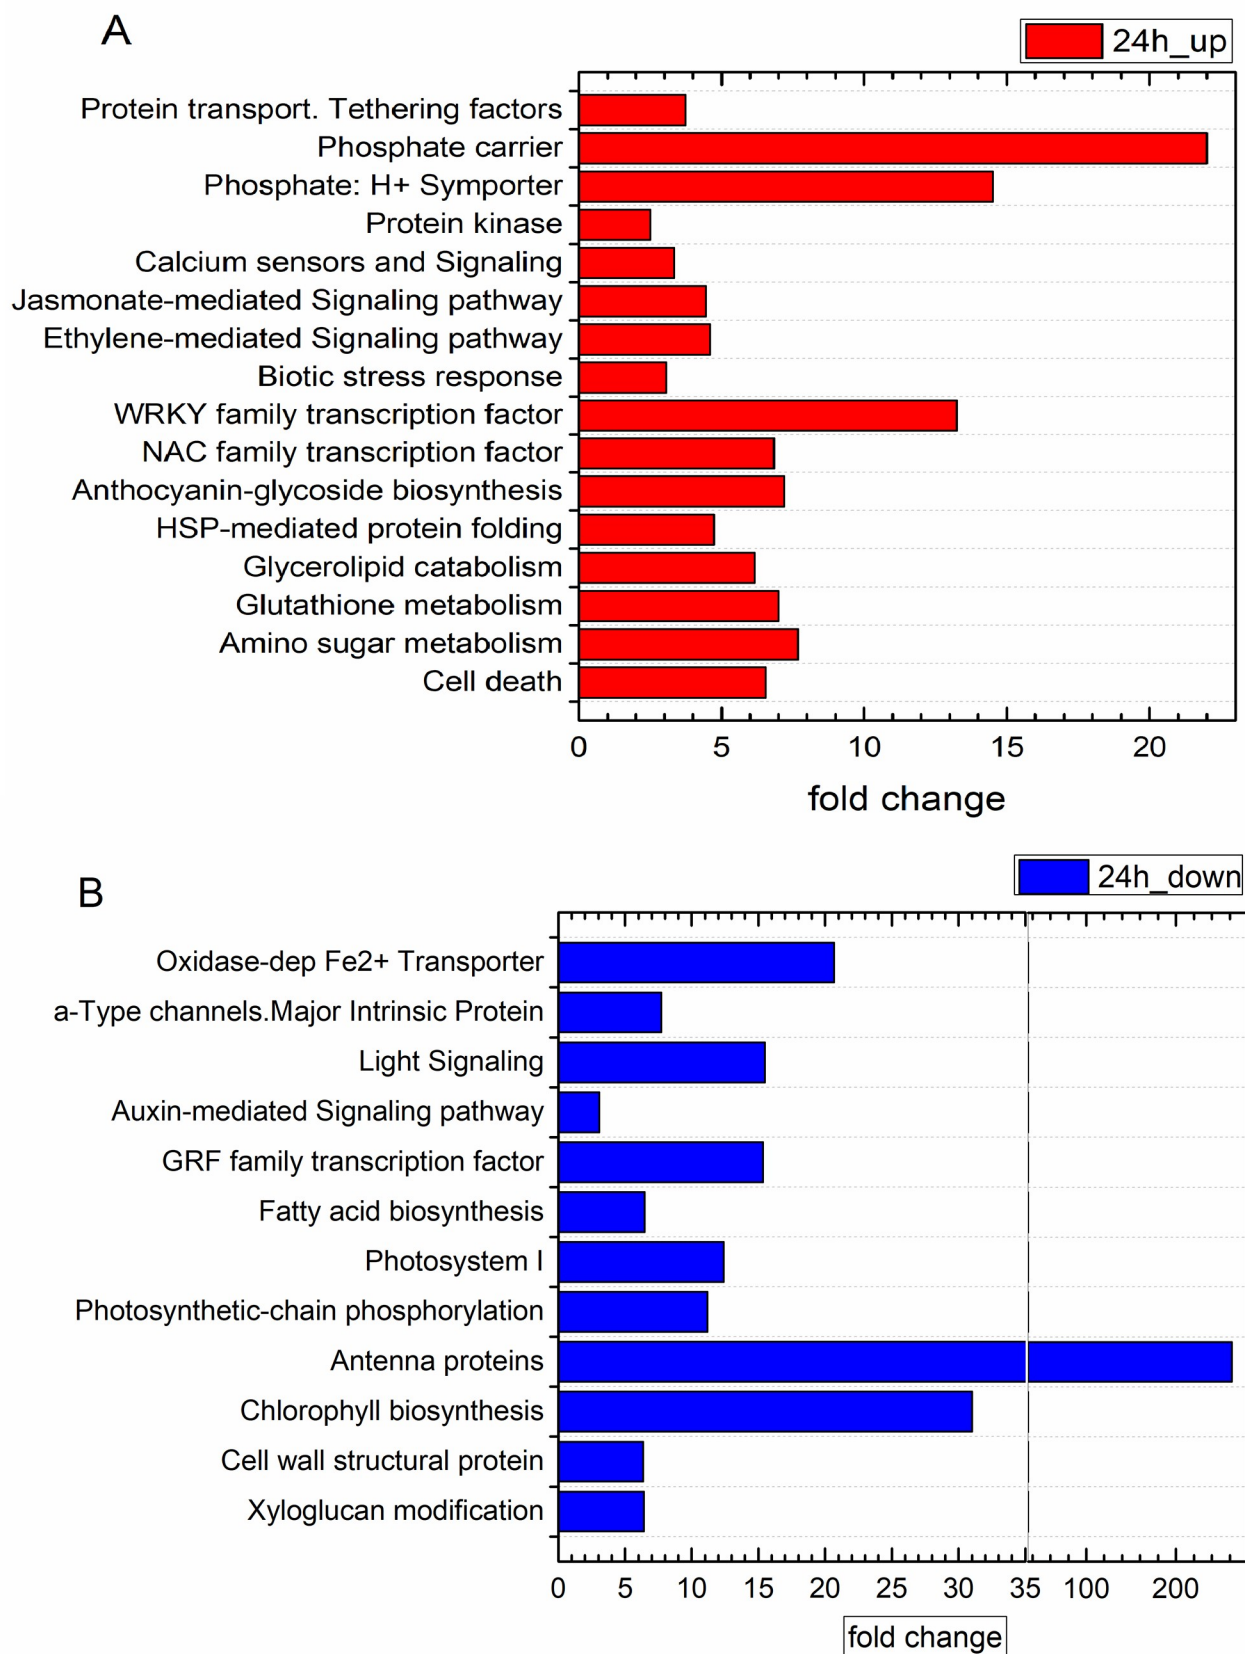 A
24h_up
Protein transport. Tethering factors
Phosphate carrier
Phosphate: H+ Symporter
Protein kinase
Calcium sensors and Signaling
Jasmonate-mediated Signaling pathway
Ethylene-mediated Signaling pathway
Biotic stress response
WRKY family transcription factor
NAC family transcription factor
Anthocyanin-glycoside biosynthesis
HSP-mediated protein folding
Glycerolipid catabolism
Glutathione metabolism
Amino sugar metabolism
Cell death
0 5 10 15 20
fold change
B
24h_down
Oxidase-dep Fe2+ Transporter
a-Type channels.Major Intrinsic Protein
Light Signaling
Auxin-mediated Signaling pathway
GRF family transcription factor
Fatty acid biosynthesis
Photosystem I
Photosynthetic-chain phosphorylation
Antenna proteins
Chlorophyll biosynthesis
Cell wall structural protein
Xyloglucan modification
0 5 10 15 20 25 30 35 100 200
fold change